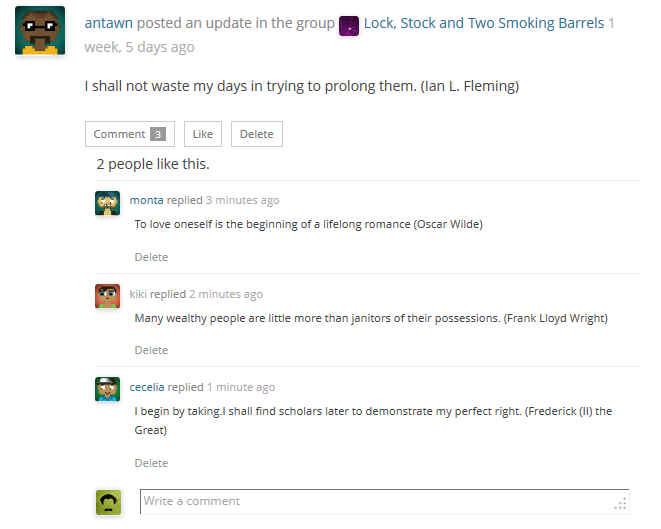 antawn posted an update in the group Lock, Stock and Two Smoking Barrels 1
week, 5 days ago
I shall not waste my days in trying to prolong them. (Ian L. Fleming)
Comment 3 Like Delete
2 people like this.
monta replied 3 minutes ago
To love oneself is the beginning of a lifelong romance (Oscar Wilde)
Delete
kiki replied 2 minutes ago
Many wealthy people are little more than janitors of their possessions. (Frank Lloyd Wright)
Delete
cecelia replied 1 minute ago
I begin by taking.I shall find scholars later to demonstrate my perfect right. (Frederick (II) the
Great)
Delete
Write a comment